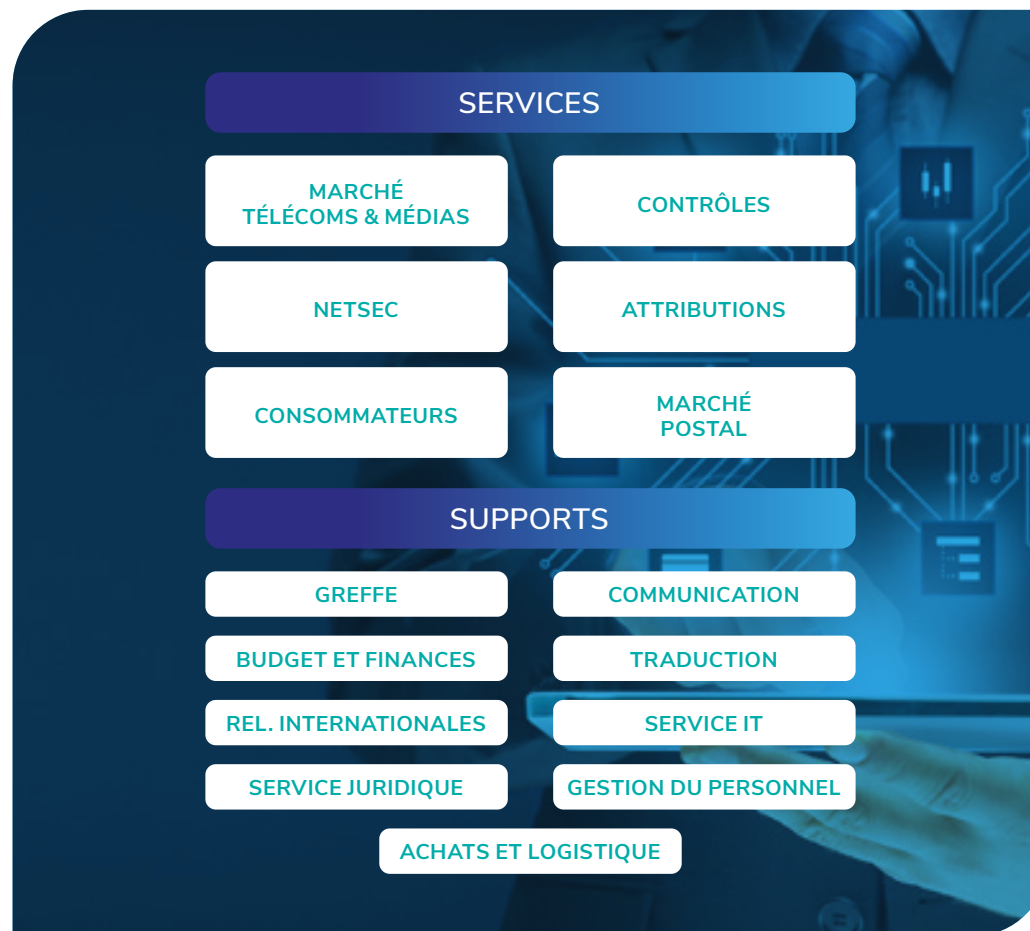 SERVICES
MARCHÉ
TÉLÉCOMS & MÉDIAS
CONTRÔLES
NETSEC
ATTRIBUTIONS
CONSOMMATEURS
MARCHÉ
POSTAL
SUPPORTS
GREFFE
COMMUNICATION
BUDGET ET FINANCES
TRADUCTION
REL. INTERNATIONALES
SERVICE IT
SERVICE JURIDIQUE
GESTION DU PERSONNEL
ACHATS ET LOGISTIQUE